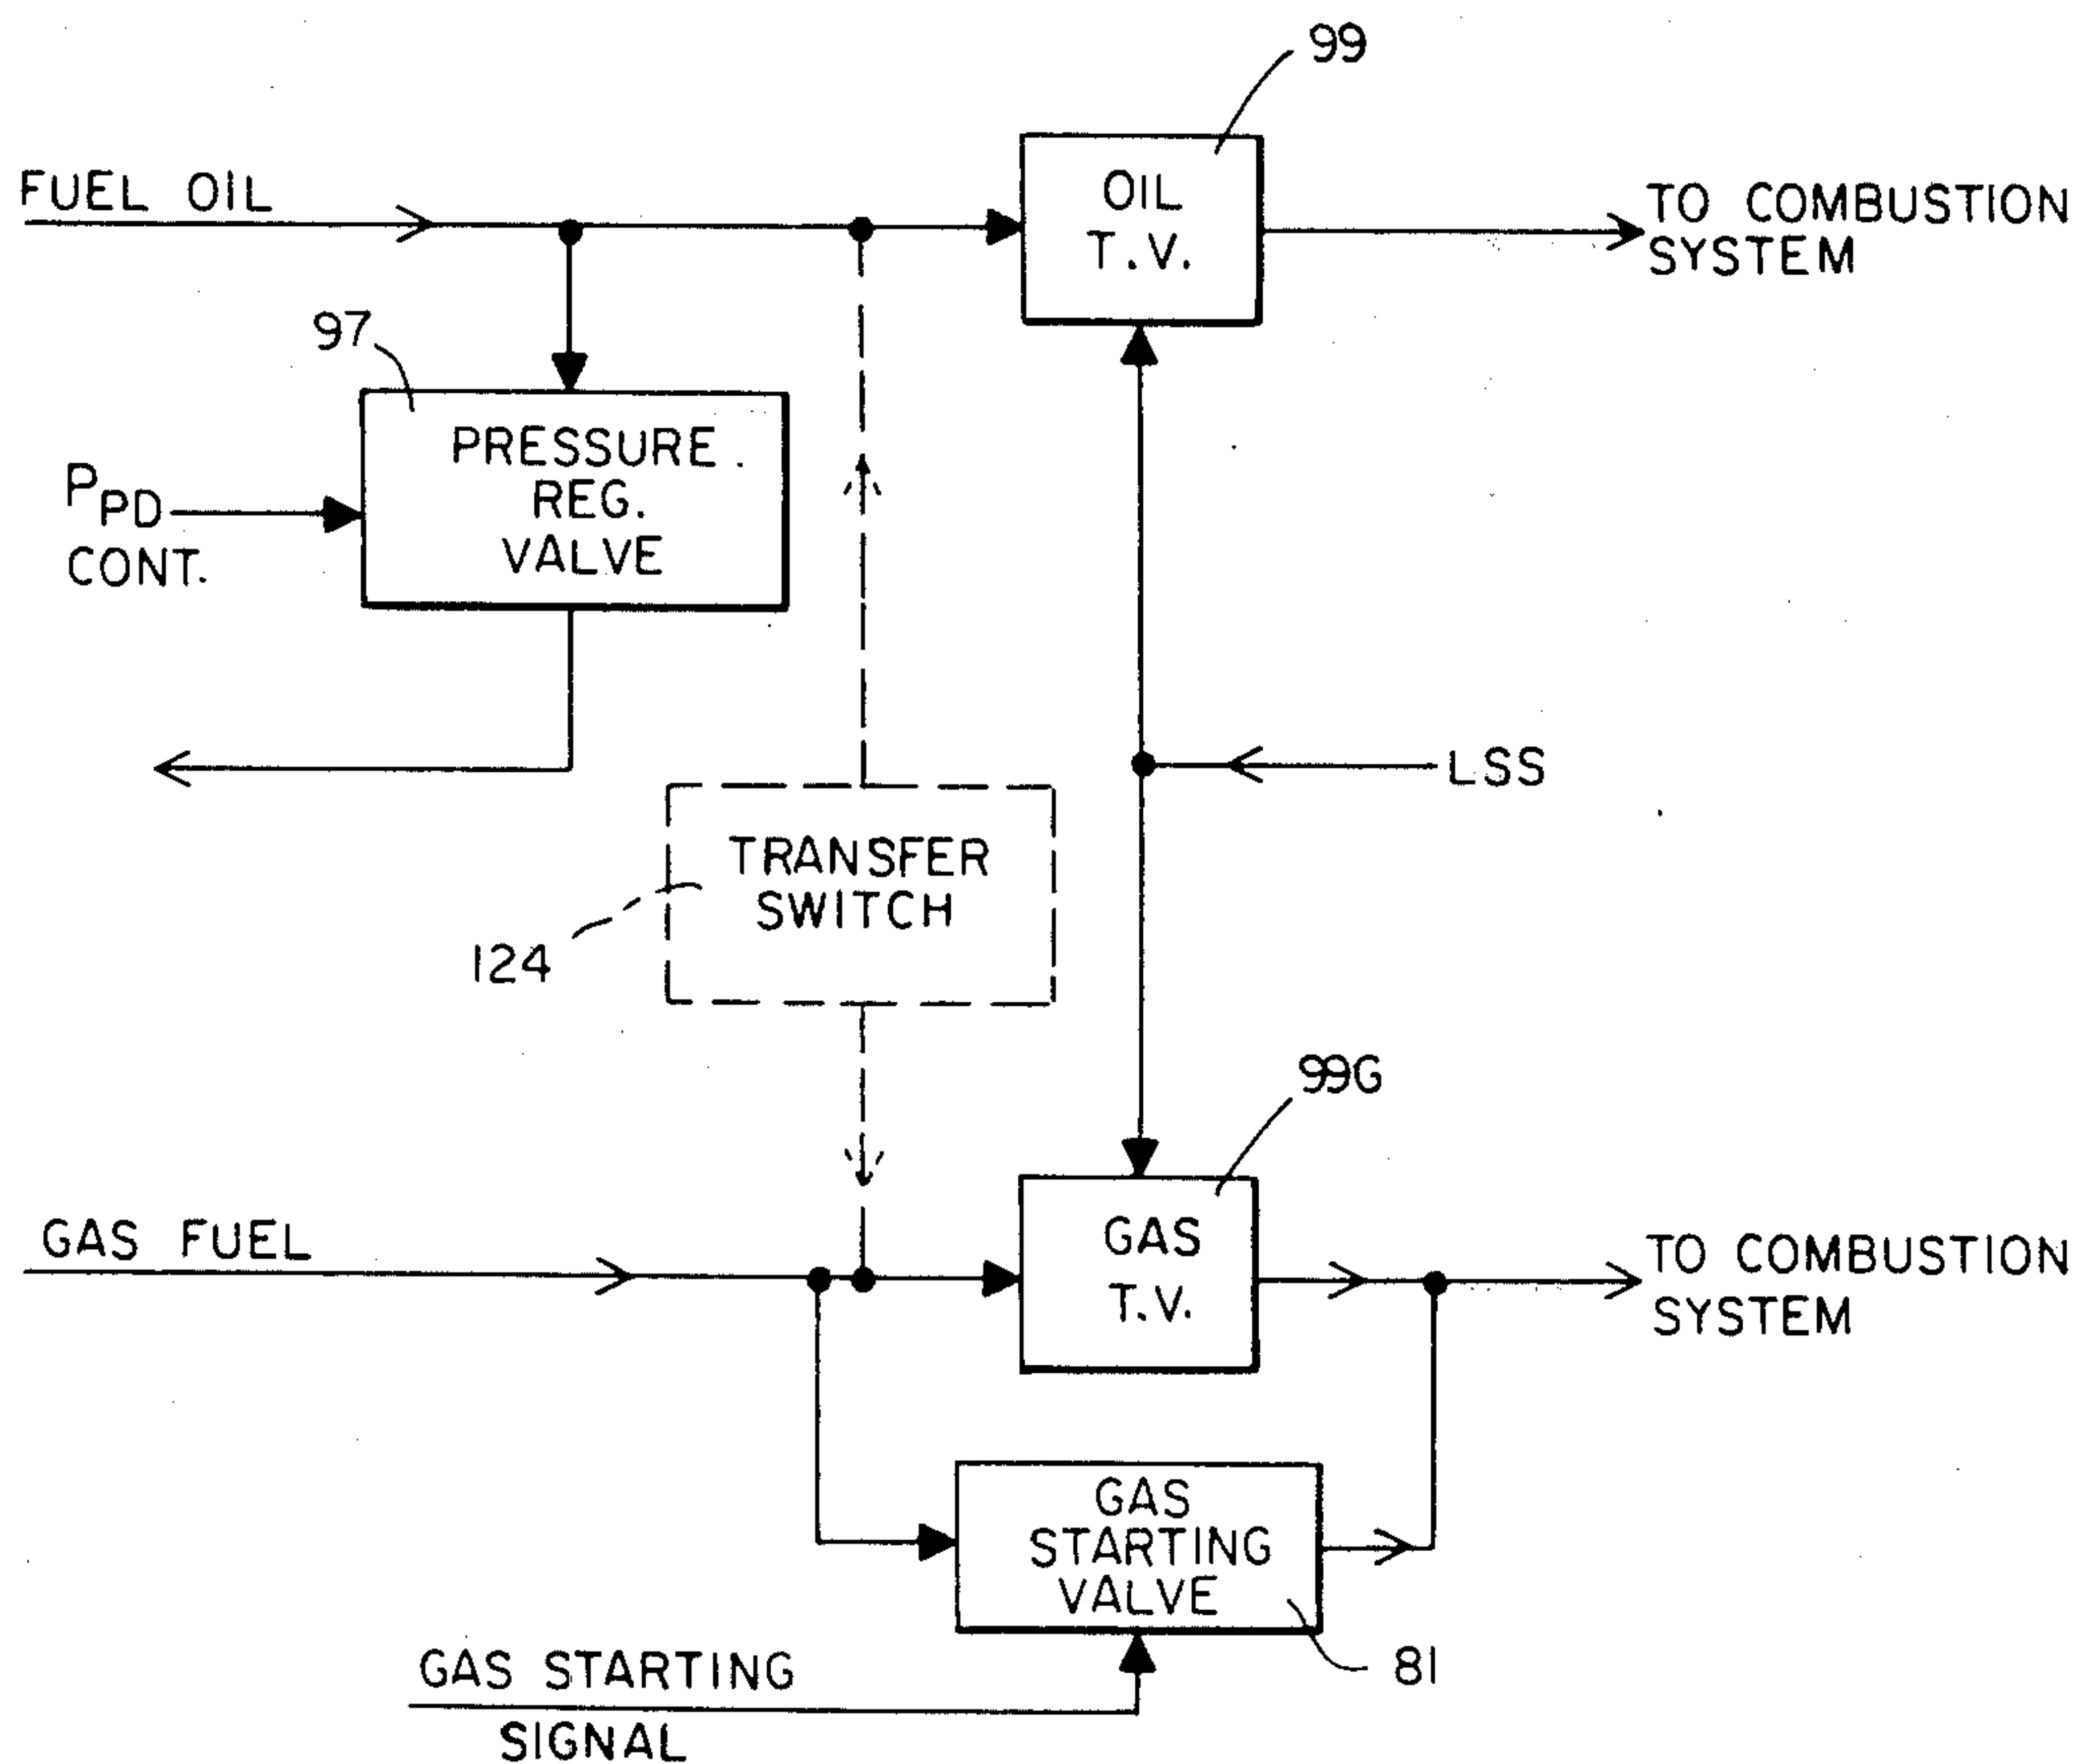 99
FUEL OIL
OIL
T.V.
TO COMBUSTION
SYSTEM
97
PRESSURE
REG.
VALVE
PPD
CONT.
LSS
TRANSFER
SWITCH
124
99G
GAS FUEL
GAS
T.V.
TO COMBUSTION
SYSTEM
GAS
STARTING
VALVE
81
GAS STARTING
SIGNAL